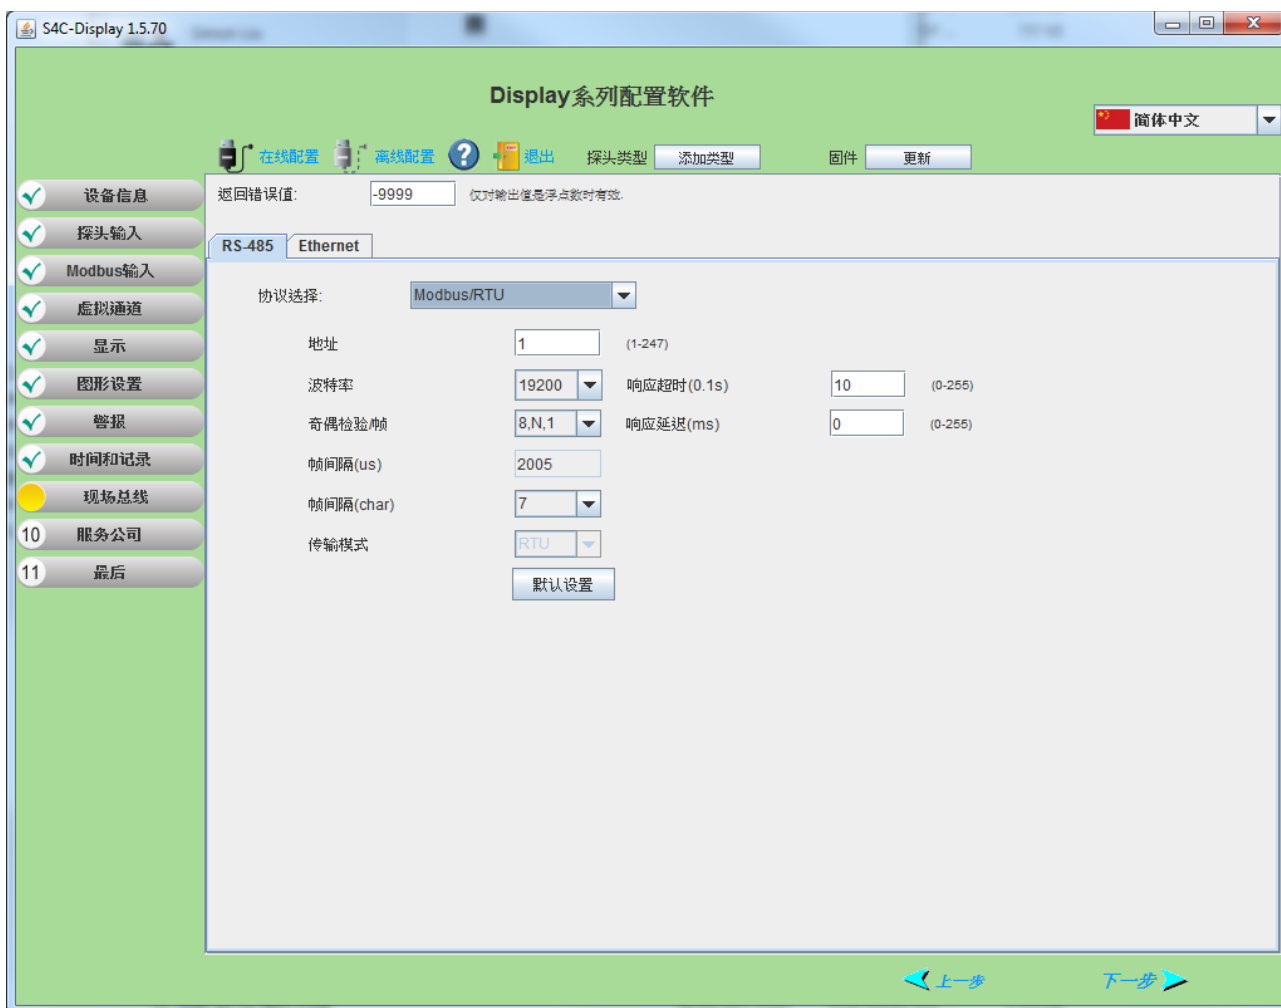 S4C-Display 1.5.70
Display系列配置软件
简体中文
在线配置 离线配置 ? 退出 探头类型 添加类型 固件 更新
设备信息
探头输入
Modbus输入
虚拟通道
显示
图形设置
警报
时间和记录
现场总线
10 服务公司
11 最后
返回错误值: -9999 仅对输出值是浮点数时有效.
RS-485 Ethernet
协议选择: Modbus/RTU
地址 1 (1-247)
波特率 19200 响应超时(0.1s) 10 (0-255)
奇偶检验/帧 8,N,1 响应延迟(ms) 0 (0-255)
帧间隔(us) 2005
帧间隔(char) 7
传输模式 RTU
默认设置
上一步 下一步